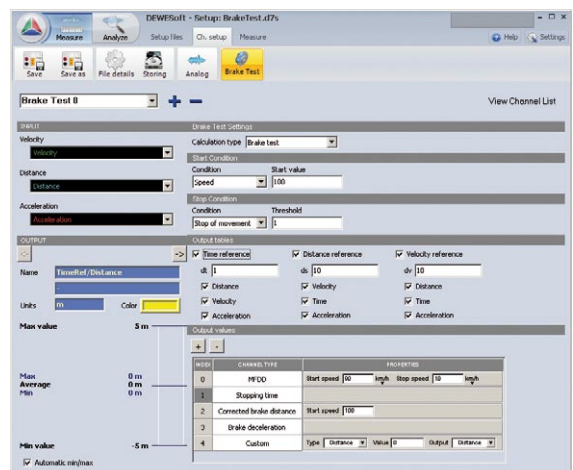 DEWESoft - Setup: BrakeTest.d7s
Measure
Analyze
Setup files
Ch. setup
Measure
Help
Settings
Save
Save as
File details
Storing
Analog
Brake Test
Brake Test 0
View Channel List
INPUT
Velocity
Velocity
Distance
Distance
Acceleration
Acceleration
Brake Test Settings
Calculation type Brake test
Start Condition
Condition Start value
Speed 100
Stop Condition
Condition Threshold
Stop of movement 1
OUTPUT
<- ->
Name TimeRef/Distance
-
Units m Color
Max value 5 m
Max 0 m
Average 0 m
Min 0 m
Min value -5 m
Automatic min/max
Output tables
Time reference Distance reference Velocity reference
dt 1 ds 10 dv 10
Distance Velocity Distance
Velocity Time Time
Acceleration Acceleration Acceleration
Output values
+ -
INDEX CHANNEL TYPE PROPERTIES
0 MFDD Start speed km/h Stop speed 10 km/h
1 Stopping time
2 Corrected brake distance Start speed 100
3 Brake deceleration
4 Custom Type Distance Value 0 Output Distance